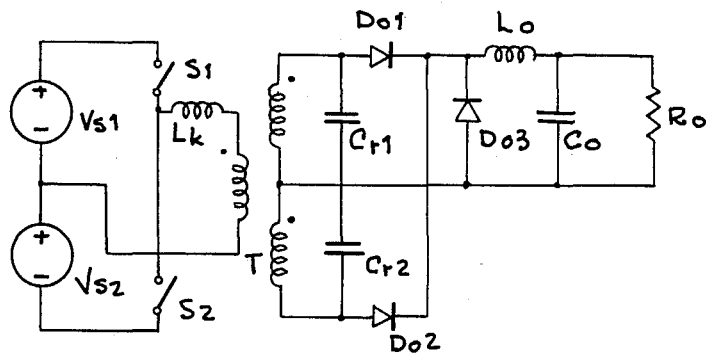 Do1
Lo
S1
+
Vs1
−
Lk
Cr1
Do3
Co
Ro
+
Vs2
−
T
Cr2
S2
Do2